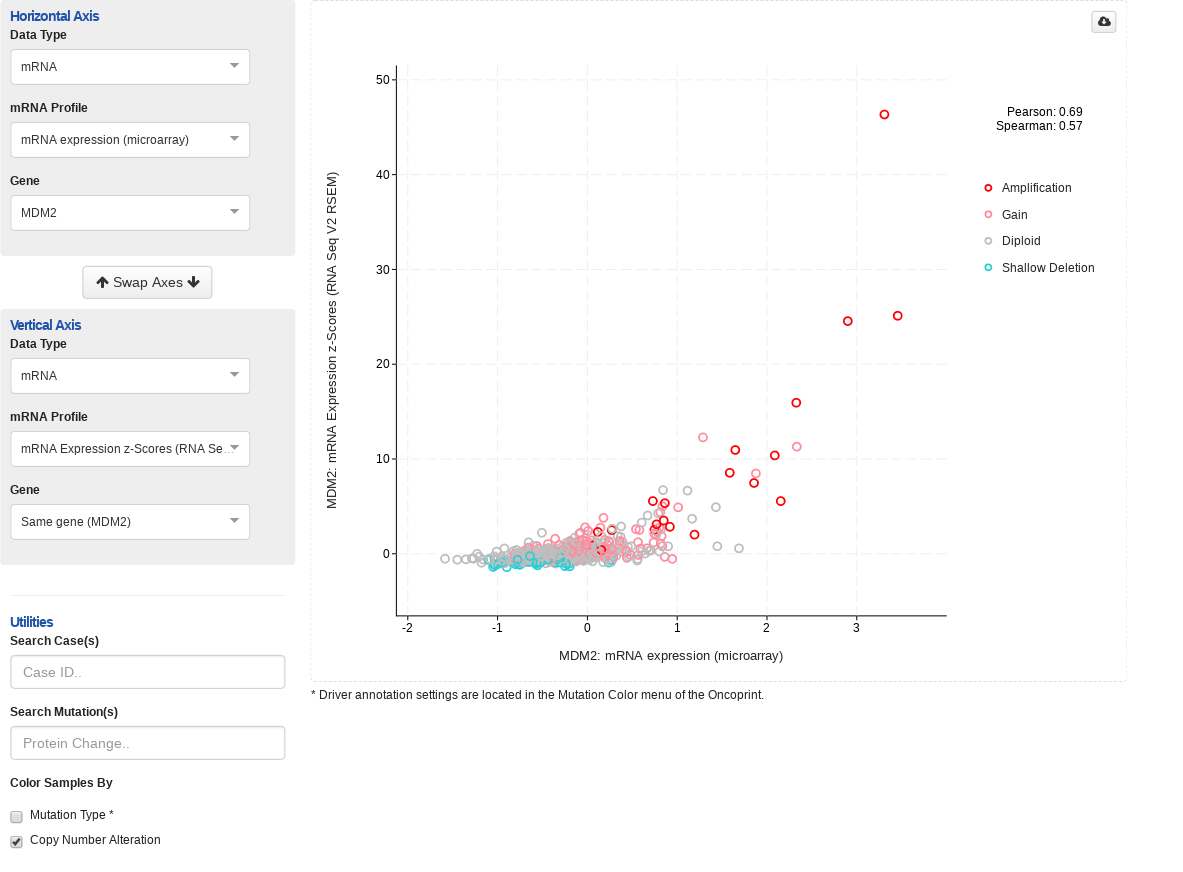 Horizontal Axis
Data Type
mRNA
mRNA Profile
mRNA expression (microarray)
Gene
MDM2
Swap Axes
Vertical Axis
Data Type
mRNA
mRNA Profile
mRNA Expression z-Scores (RNA Se...
Gene
Same gene (MDM2)
Utilities
Search Case(s)
Case ID..
Search Mutation(s)
Protein Change..
Color Samples By
Mutation Type *
Copy Number Alteration
MDM2: mRNA Expression z-Scores (RNA Seq V2 RSEM)
50
40
30
20
10
0
-2 -1 0 1 2 3
MDM2: mRNA expression (microarray)
Pearson: 0.69
Spearman: 0.57
Amplification
Gain
Diploid
Shallow Deletion
* Driver annotation settings are located in the Mutation Color menu of the Oncoprint.